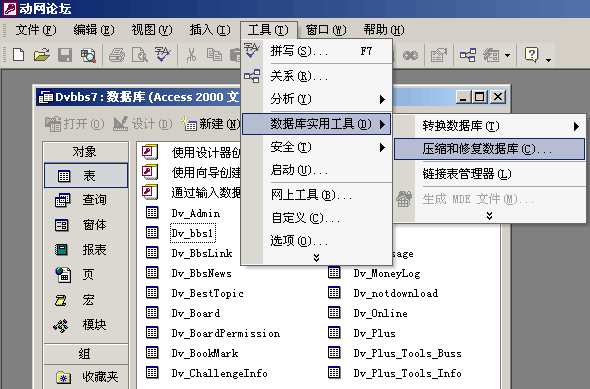 动网论坛
文件(F) 编辑(E) 视图(V) 插入(I) 工具(T) 窗口(W) 帮助(H)
拼写(S)... F7
关系(R)...
分析(Y)
数据库实用工具(D)
安全(T)
启动(U)...
网上工具(B)...
自定义(C)...
选项(O)...
转换数据库(T)
压缩和修复数据库(C)...
链接表管理器(L)
生成 MDE 文件(M)...
Dvbbs7 : 数据库 (Access 2000 文
打开(O) 设计(D) 新建(N)
对象
表
查询
窗体
报表
页
宏
模块
组
收藏夹
使用设计器创
使用向导创建
通过输入数据
Dv_Admin
Dv_bbs1
Dv_BbsLink
Dv_BbsNews
Dv_BestTopic
Dv_Board
Dv_BoardPermission
Dv_BookMark
Dv_ChallengeInfo
sage
Dv_MoneyLog
Dv_notdownload
Dv_Online
Dv_Plus
Dv_Plus_Tools_Buss
Dv_Plus_Tools_Info